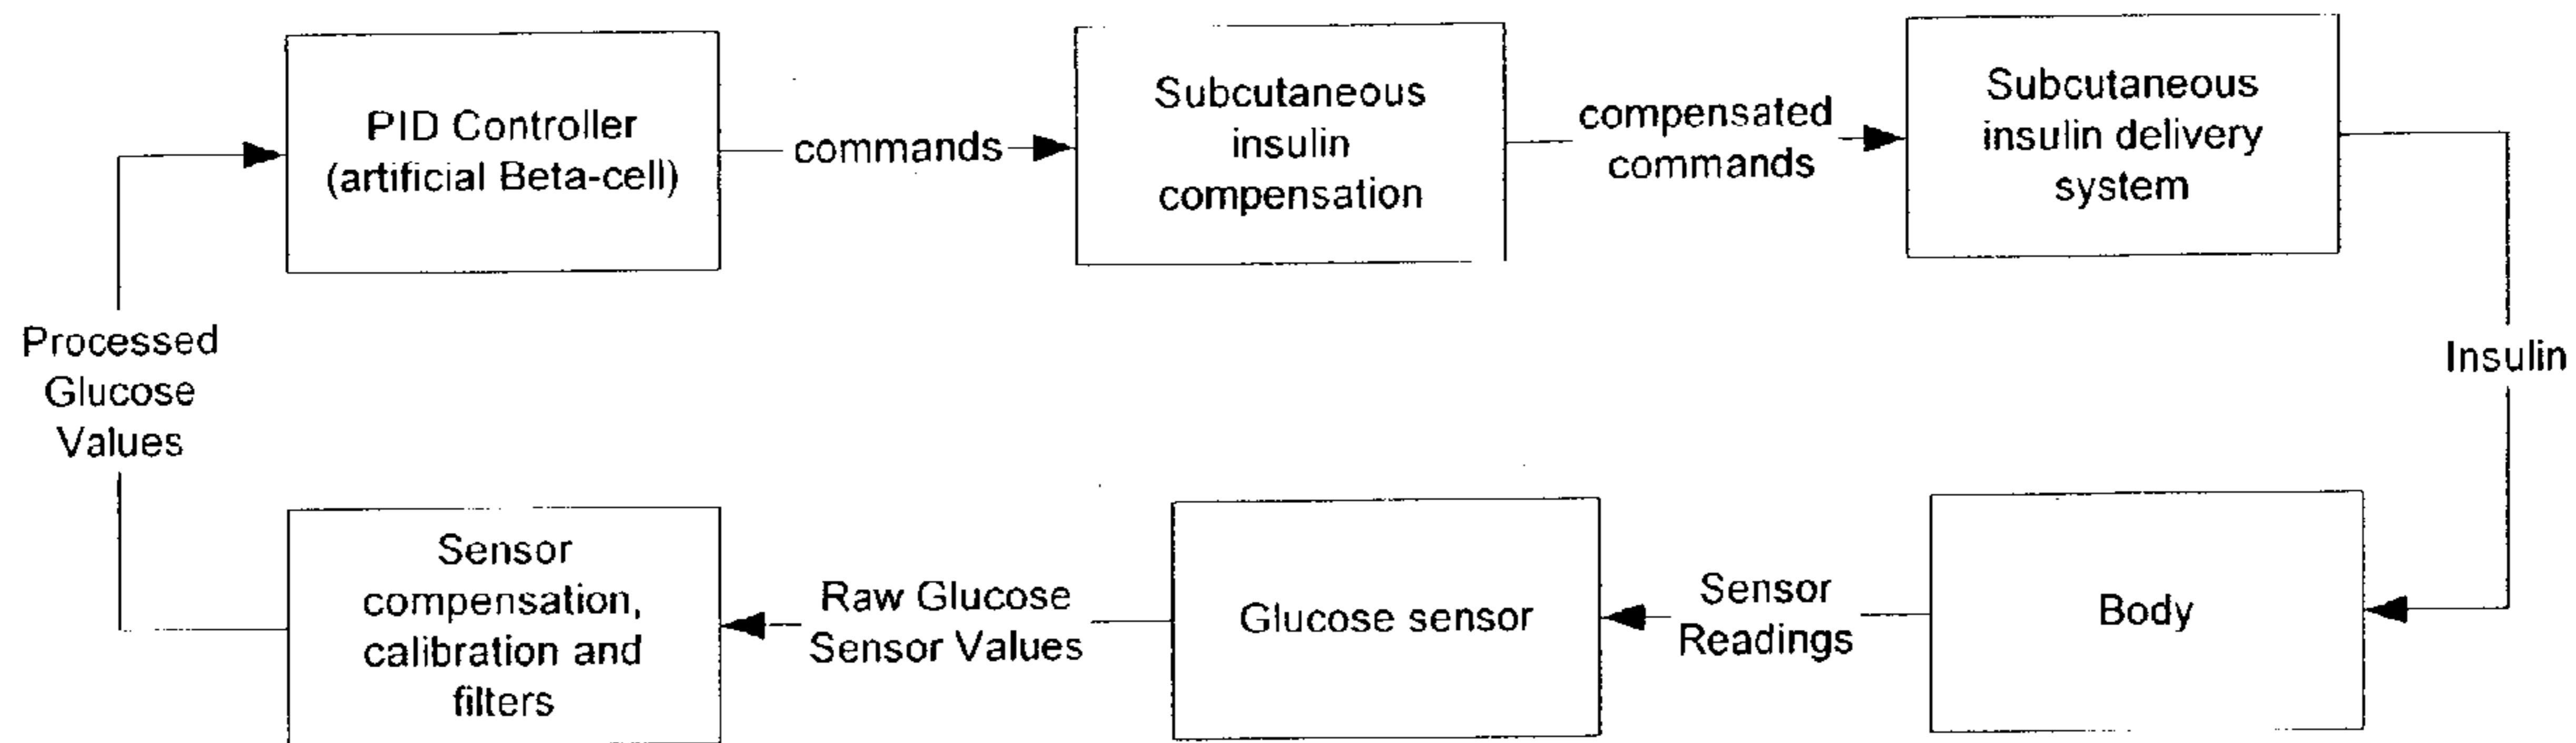 PID Controller
(artificial Beta-cell)
commands
Subcutaneous
insulin
compensation
compensated
commands
Subcutaneous
insulin delivery
system
Insulin
Body
Sensor
Readings
Glucose sensor
Raw Glucose
Sensor Values
Sensor
compensation,
calibration and
filters
Processed
Glucose
Values